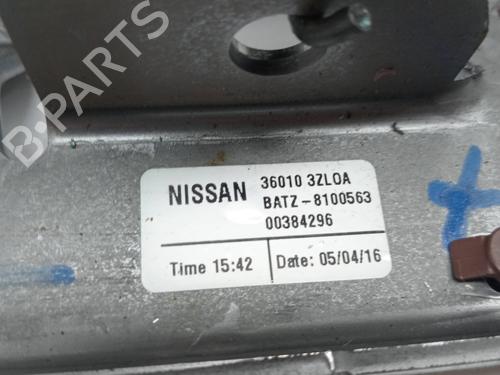 B-PARTS
NISSAN
36010 3ZL0A
BATZ-8100563
00384296
Time 15:42
Date: 05/04/16